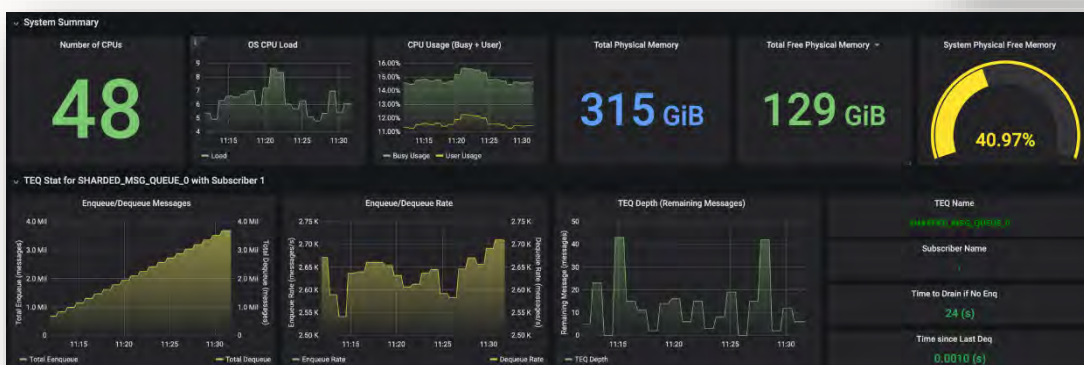 System Summary
Number of CPUs
48
OS CPU Load
9
8
7
6
5
4
11:15 11:20 11:25 11:30
Load
CPU Usage (Busy + User)
16.00%
15.00%
14.00%
13.00%
12.00%
11.00%
11:15 11:20 11:25 11:30
Busy Usage User Usage
Total Physical Memory
315 GiB
Total Free Physical Memory
129 GiB
System Physical Free Memory
40.97%
TEQ Stat for SHARDED_MSG_QUEUE_0 with Subscriber 1
Enqueue/Dequeue Messages
Total Enqueue (messages)
4.0 Mil
3.0 Mil
2.0 Mil
1.0 Mil
0
4.0 Mil
3.0 Mil
2.0 Mil
1.0 Mil
0
Total Dequeue (messages)
11:15 11:20 11:25 11:30
Total Enqueue Total Dequeue
Enqueue/Dequeue Rate
Enqueue Rate (messages/s)
2.75 K
2.70 K
2.65 K
2.60 K
2.55 K
2.50 K
2.75 K
2.70 K
2.65 K
2.60 K
2.55 K
2.50 K
Dequeue Rate (messages/s)
11:15 11:20 11:25 11:30
Enqueue Rate Dequeue Rate
TEQ Depth (Remaining Messages)
Remaining Message (messages)
50
40
30
20
10
0
11:15 11:20 11:25 11:30
TEQ Depth
TEQ Name
SHARDED_MSG_QUEUE_0
Subscriber Name
1
Time to Drain if No Enq
24 (s)
Time since Last Deq
0.0010 (s)